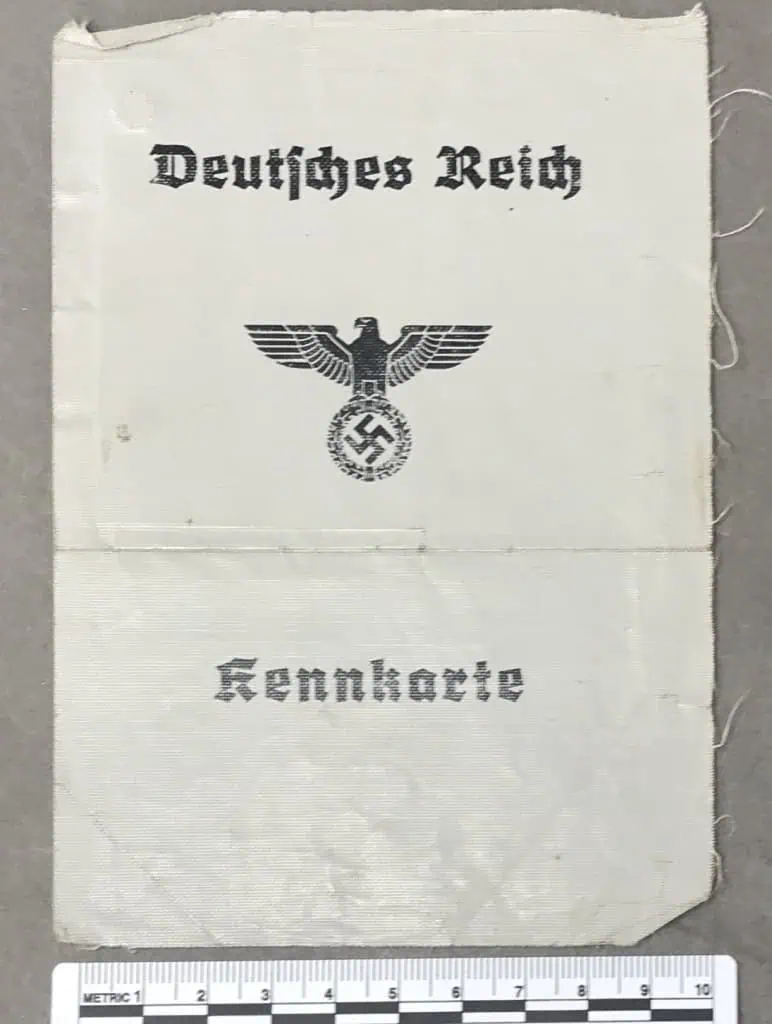 Deutsches Reich
Kennkarte
METRIC 1 2 3 4 5 6 7 8 9 10